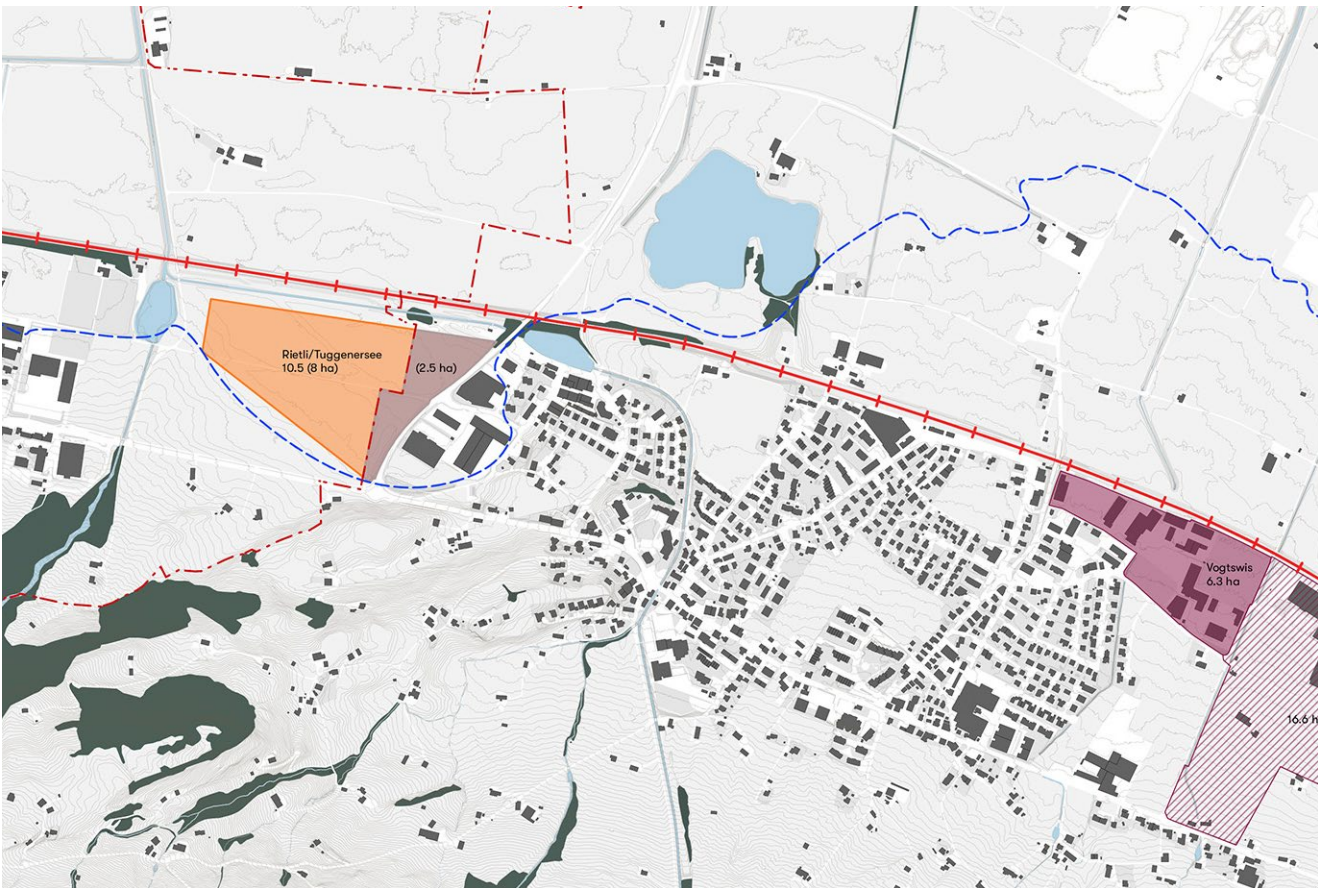 Rietli/Tuggenersee
10.5 (8 ha)
(2.5 ha)
Vogtswis
6.3 ha
16.6 h